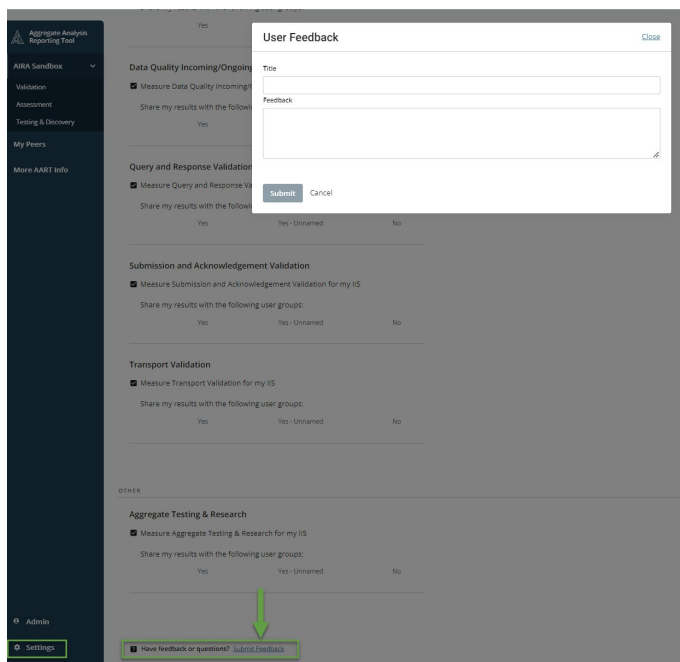 Aggregate Analysis
Reporting Tool
AIRA Sandbox
Validation
Assessment
Testing & Discovery
My Peers
More AART Info
Admin
Settings
Yes
Data Quality Incoming/Ongoing
Measure Data Quality Incoming/
Share my results with the followi
Yes
Query and Response Validation
Measure Query and Response Va
Share my results with the followi
Yes Yes - Unnamed No
Submission and Acknowledgement Validation
Measure Submission and Acknowledgement Validation for my IIS
Share my results with the following user groups:
Yes Yes - Unnamed No
Transport Validation
Measure Transport Validation for my IIS
Share my results with the following user groups:
Yes Yes - Unnamed No
OTHER
Aggregate Testing & Research
Measure Aggregate Testing & Research for my IIS
Share my results with the following user groups:
Yes Yes - Unnamed No
Have feedback or questions? Submit Feedback
User Feedback Close
Title
Feedback
Submit Cancel